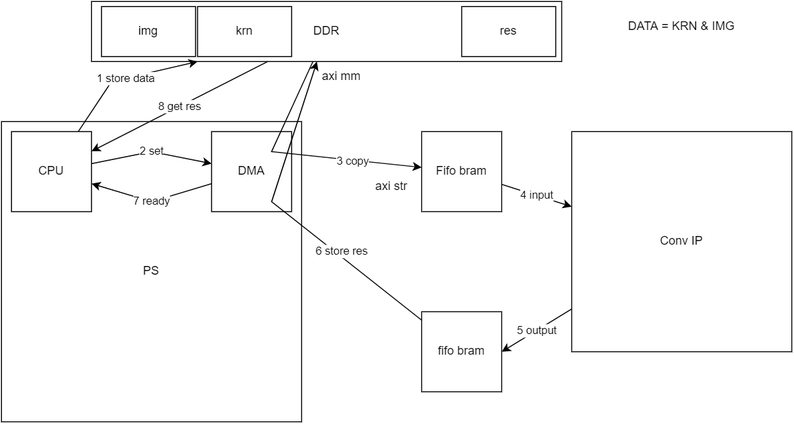 img
krn
DDR
res
DATA = KRN & IMG
1 store data
axi mm
8 get res
CPU
2 set
DMA
3 copy
Fifo bram
axi str
4 input
7 ready
Conv IP
PS
6 store res
5 output
fifo bram